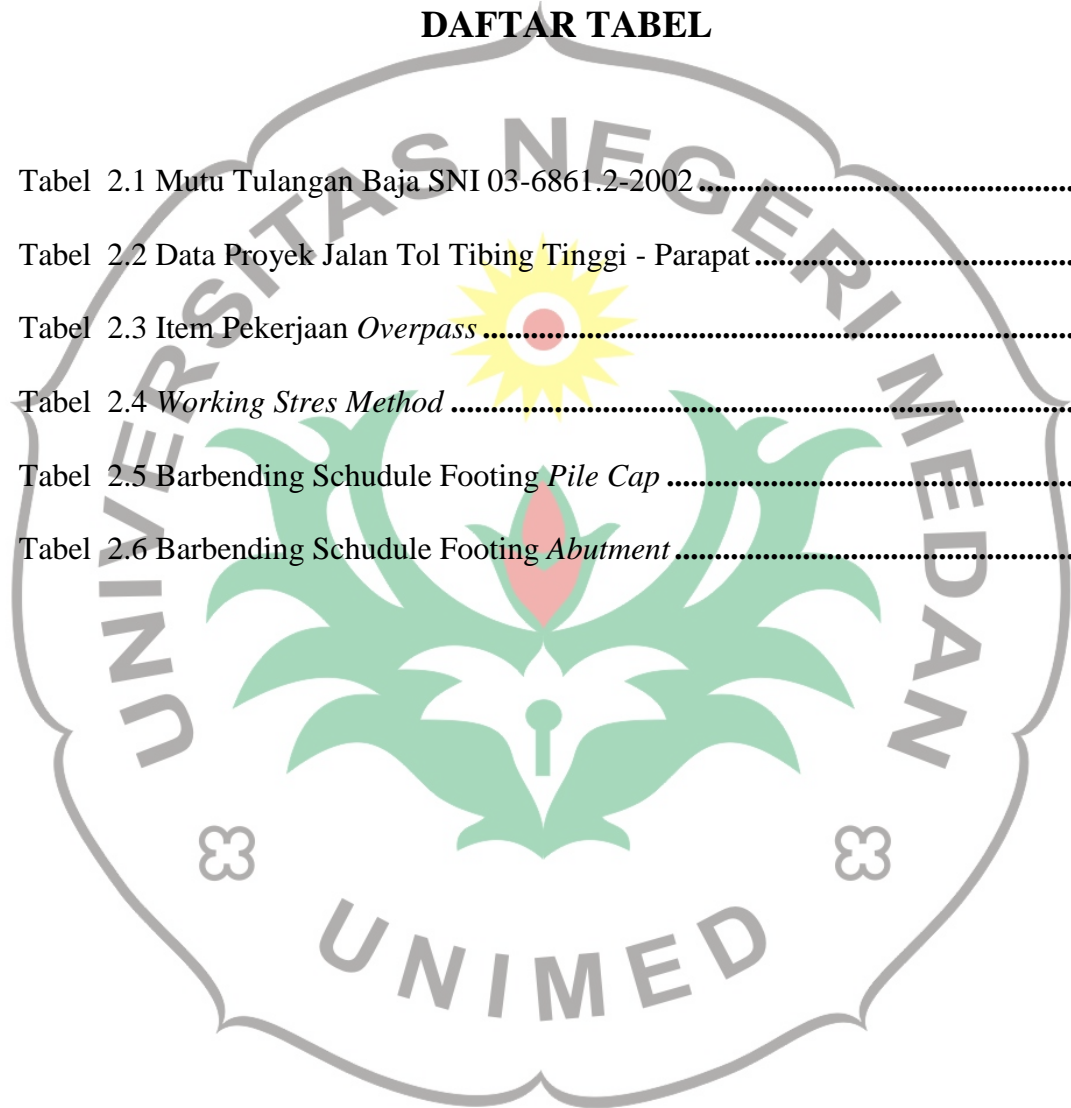 DAFTAR TABEL
Tabel 2.1 Mutu Tulangan Baja SNI 03-6861.2-2002........................................
Tabel 2.2 Data Proyek Jalan Tol Tibing Tinggi - Parapat..................................
Tabel 2.3 Item Pekerjaan Overpass................................................................
Tabel 2.4 Working Stres Method....................................................................
Tabel 2.5 Barbending Schudule Footing Pile Cap............................................
Tabel 2.6 Barbending Schudule Footing Abutment...........................................
UNIVERSITAS NEGERI MEDAN
UNIMED